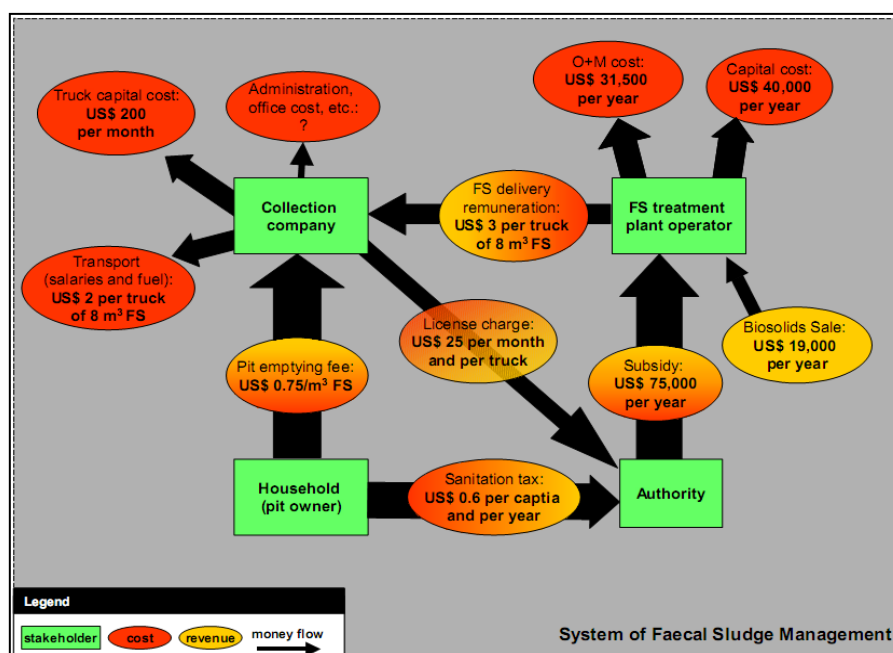 Truck capital cost:
US$ 200
per month
Administration,
office cost, etc.:
?
O+M cost:
US$ 31,500
per year
Capital cost:
US$ 40,000
per year
Collection
company
FS delivery
remuneration:
US$ 3 per truck
of 8 m³ FS
FS treatment
plant operator
Transport
(salaries and fuel):
US$ 2 per truck
of 8 m³ FS
License charge:
US$ 25 per month
and per truck
Biosolids Sale:
US$ 19,000
per year
Pit emptying fee:
US$ 0.75/m³ FS
Subsidy:
US$ 75,000
per year
Household
(pit owner)
Sanitation tax:
US$ 0.6 per captia
and per year
Authority
Legend
stakeholder
cost
revenue
money flow
System of Faecal Sludge Management